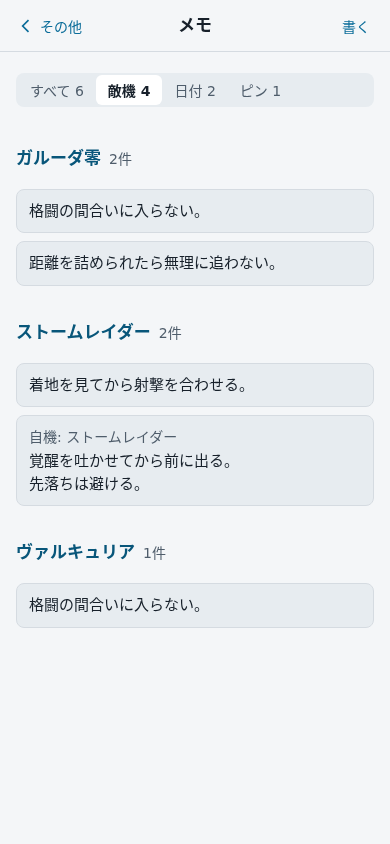 その他
メモ
書く
すべて 6
敵機 4
日付 2
ピン 1
ガルーダ零 2件
格闘の間合いに入らない。
距離を詰められたら無理に追わない。
ストームレイダー 2件
着地を見てから射撃を合わせる。
自機: ストームレイダー
覚醒を吐かせてから前に出る。
先落ちは避ける。
ヴァルキュリア 1件
格闘の間合いに入らない。